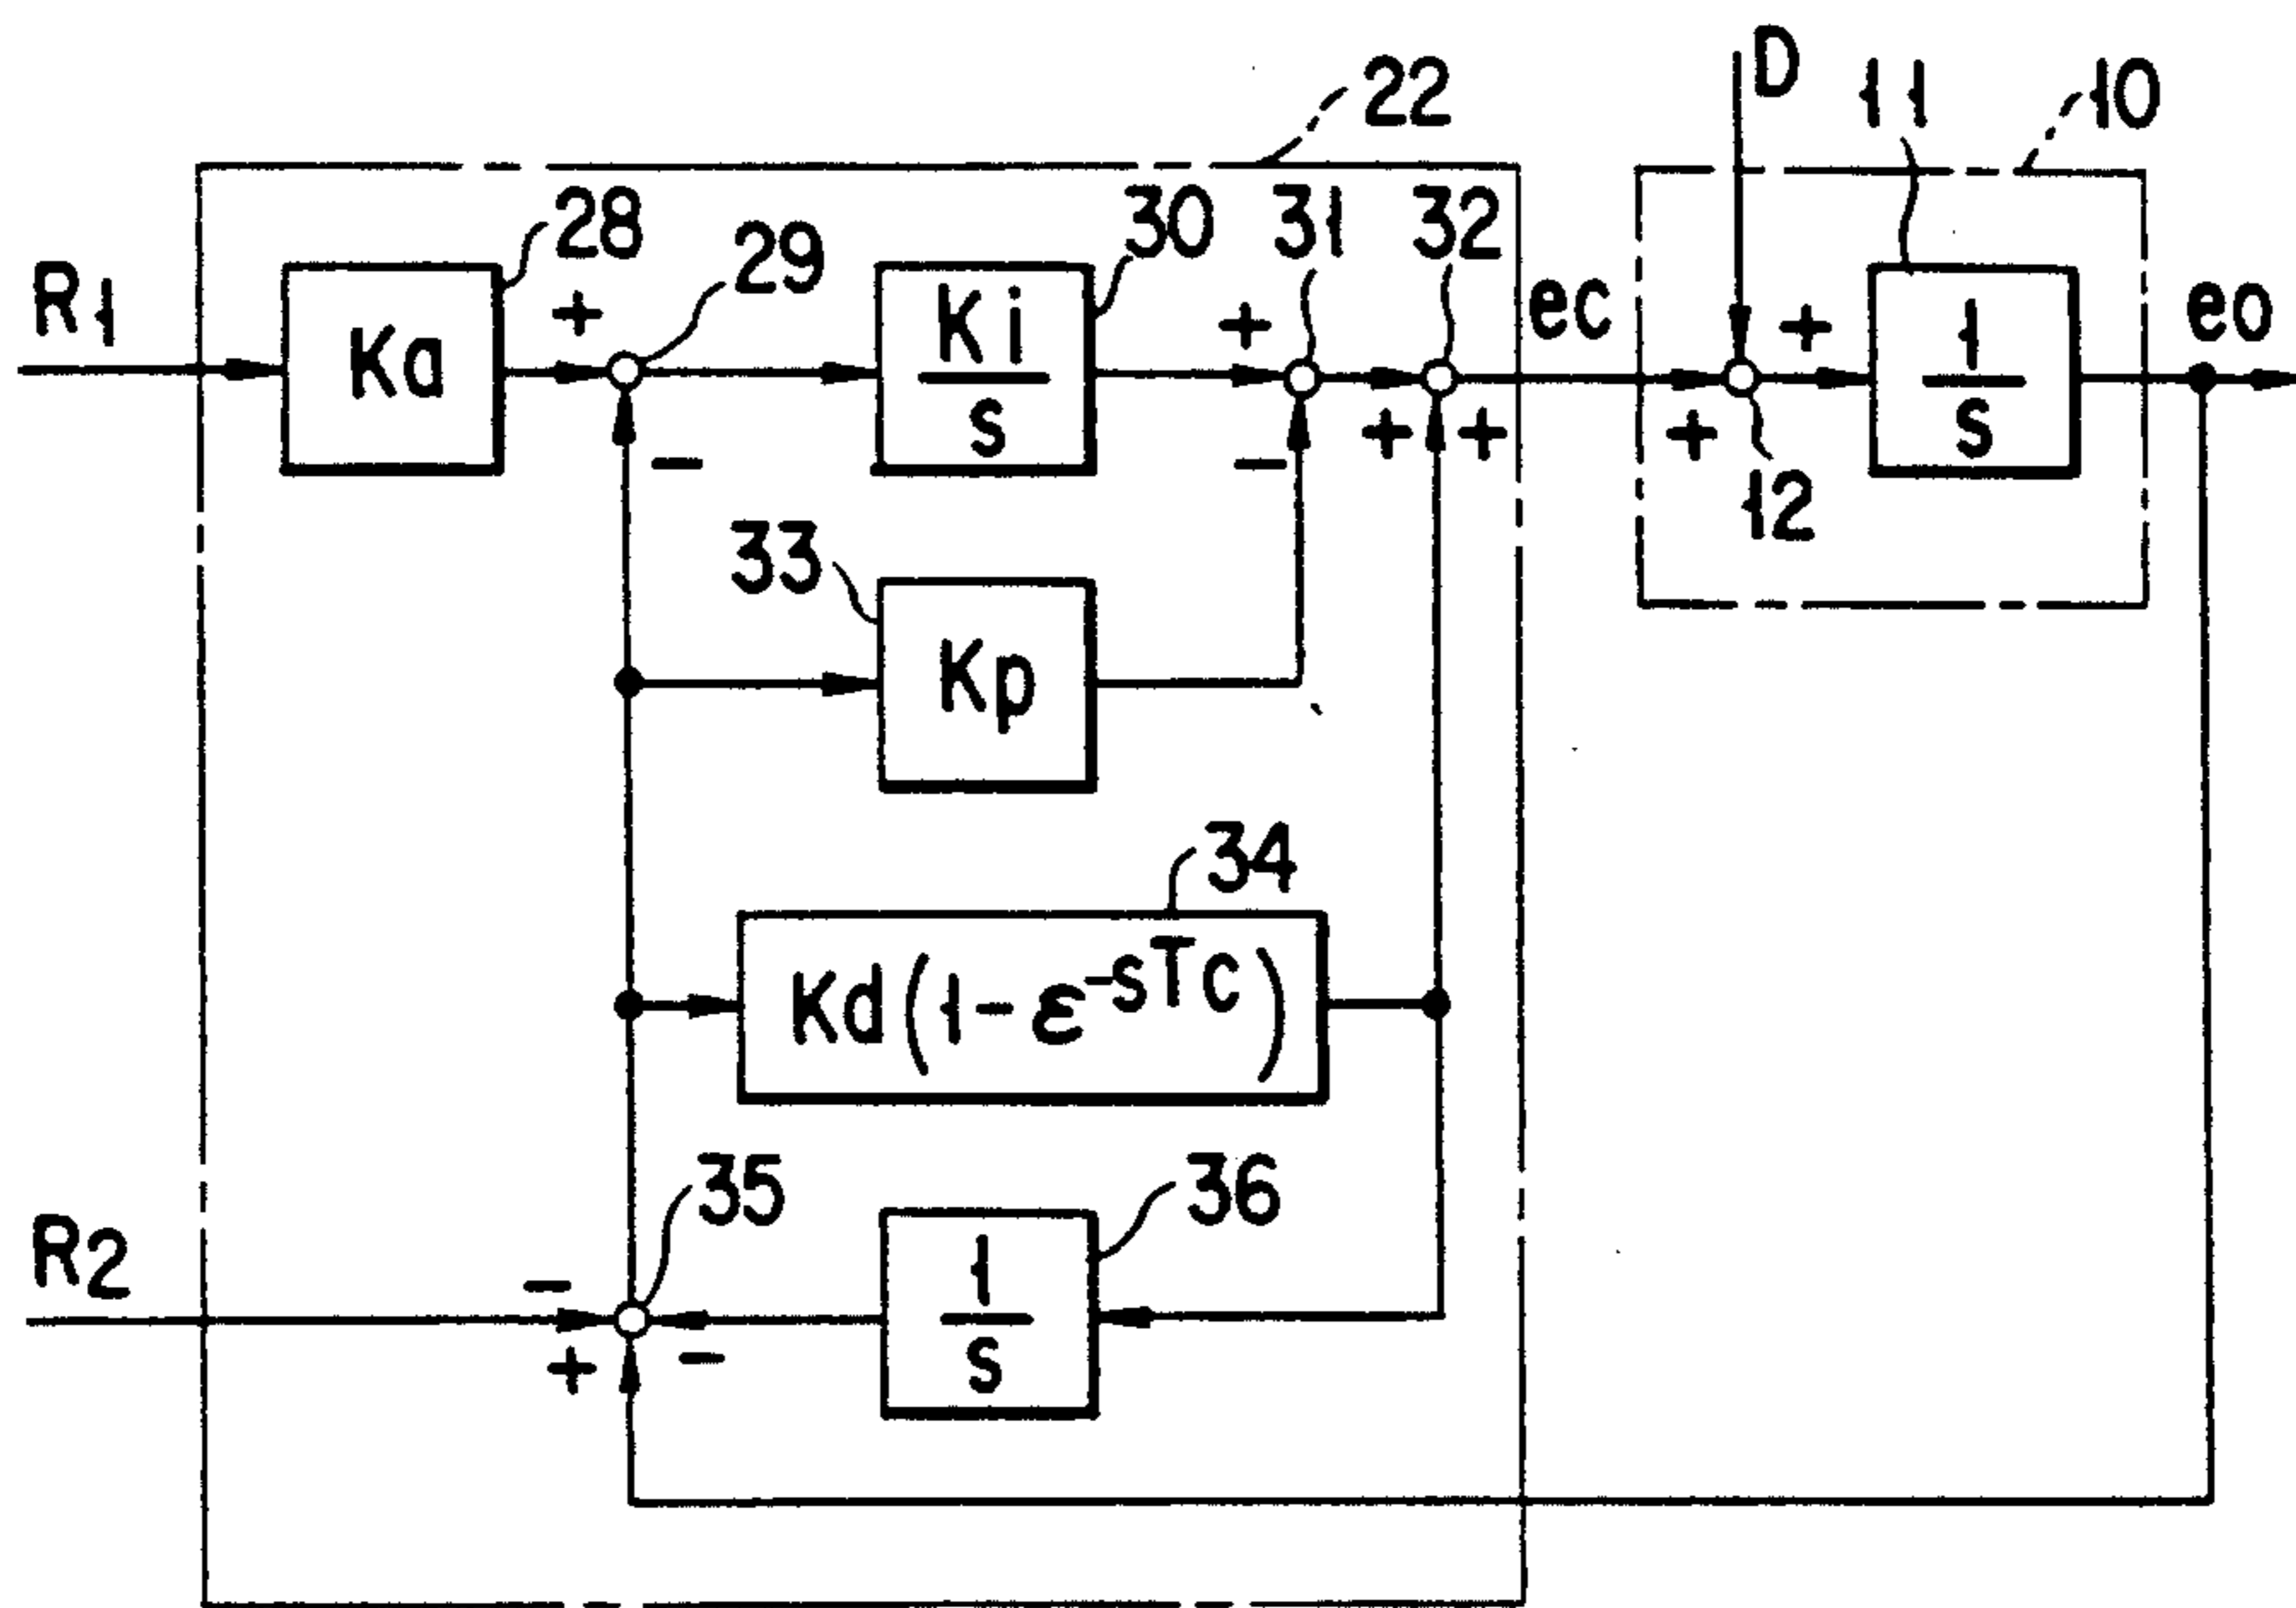 D
11
10
22
28
29
30
31
32
R1
Ka
+
Ki
s
+
ec
+
1
s
eo
-
-
+ +
+
12
33
Kp
34
Kd(1-ε-sTc)
35
36
R2
-
1
s
+
-